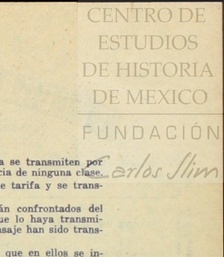 CENTRO DE
ESTUDIOS
DE HISTORIA
DE MEXICO
FUNDACIÓN
Carlos Slim
a se transmiten por
cia de ninguna clase.
e tarifa y se trans-
án confrontados del
ue lo haya transmi-
nsaje han sido trans-
que en ellos se in-